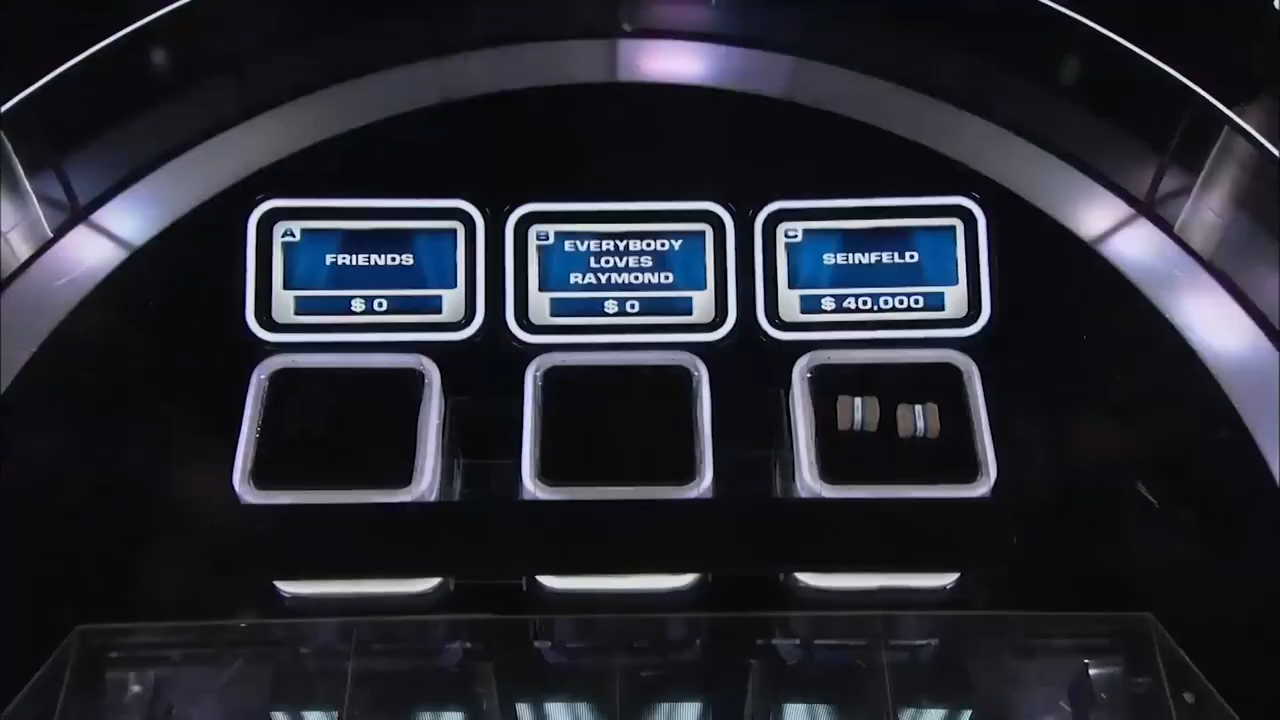 A
FRIENDS
$ 0
B
EVERYBODY
LOVES
RAYMOND
$ 0
C
SEINFELD
$ 40,000